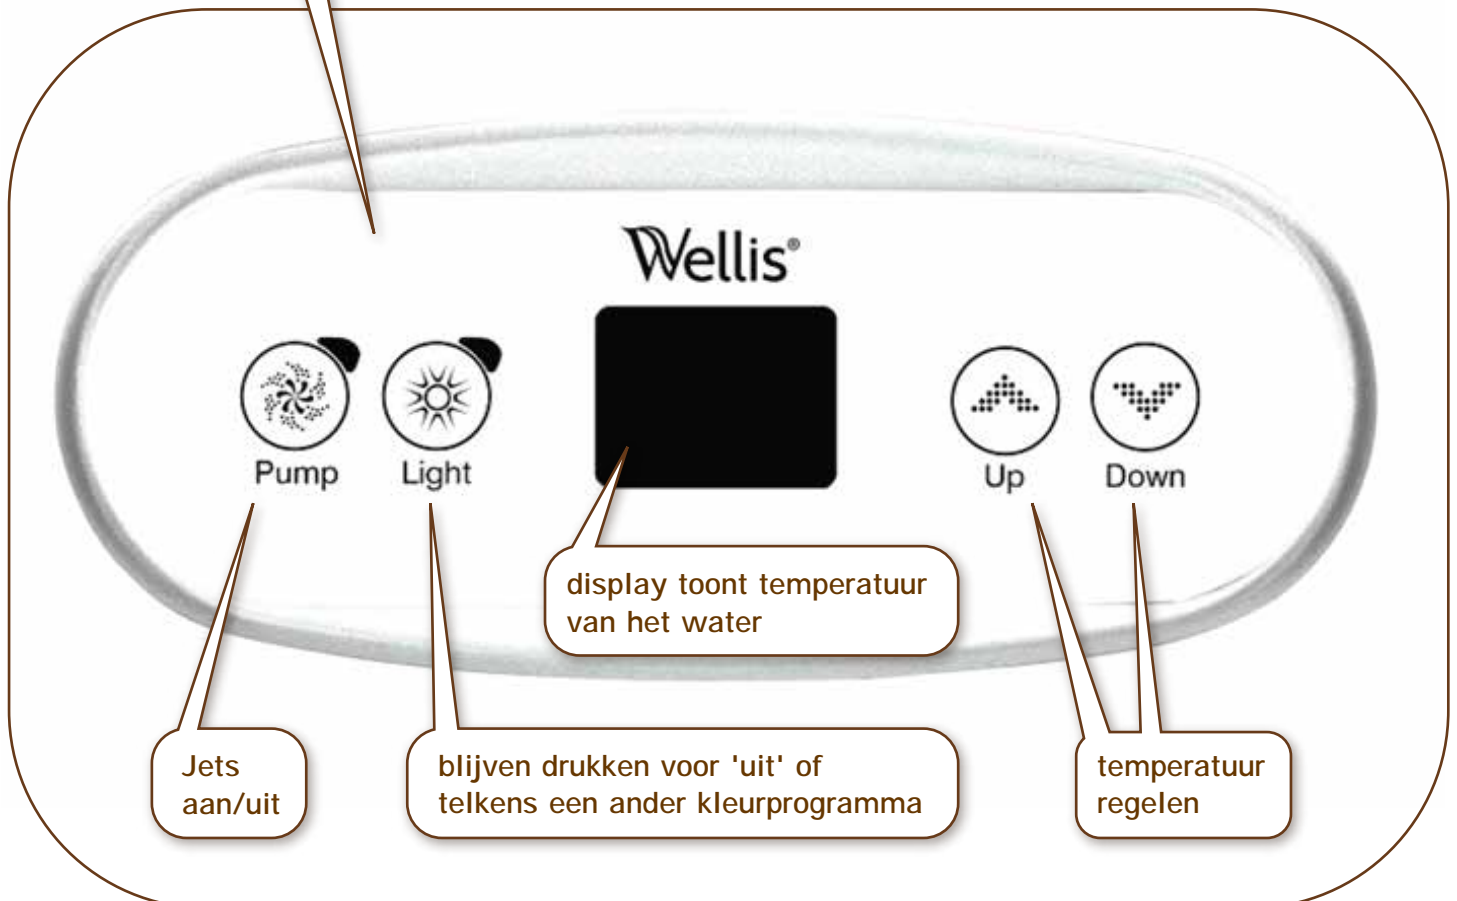 Wellis®
Pump
Light
Up
Down
display toont temperatuur
van het water
Jets
aan/uit
blijven drukken voor 'uit' of
telkens een ander kleurprogramma
temperatuur
regelen